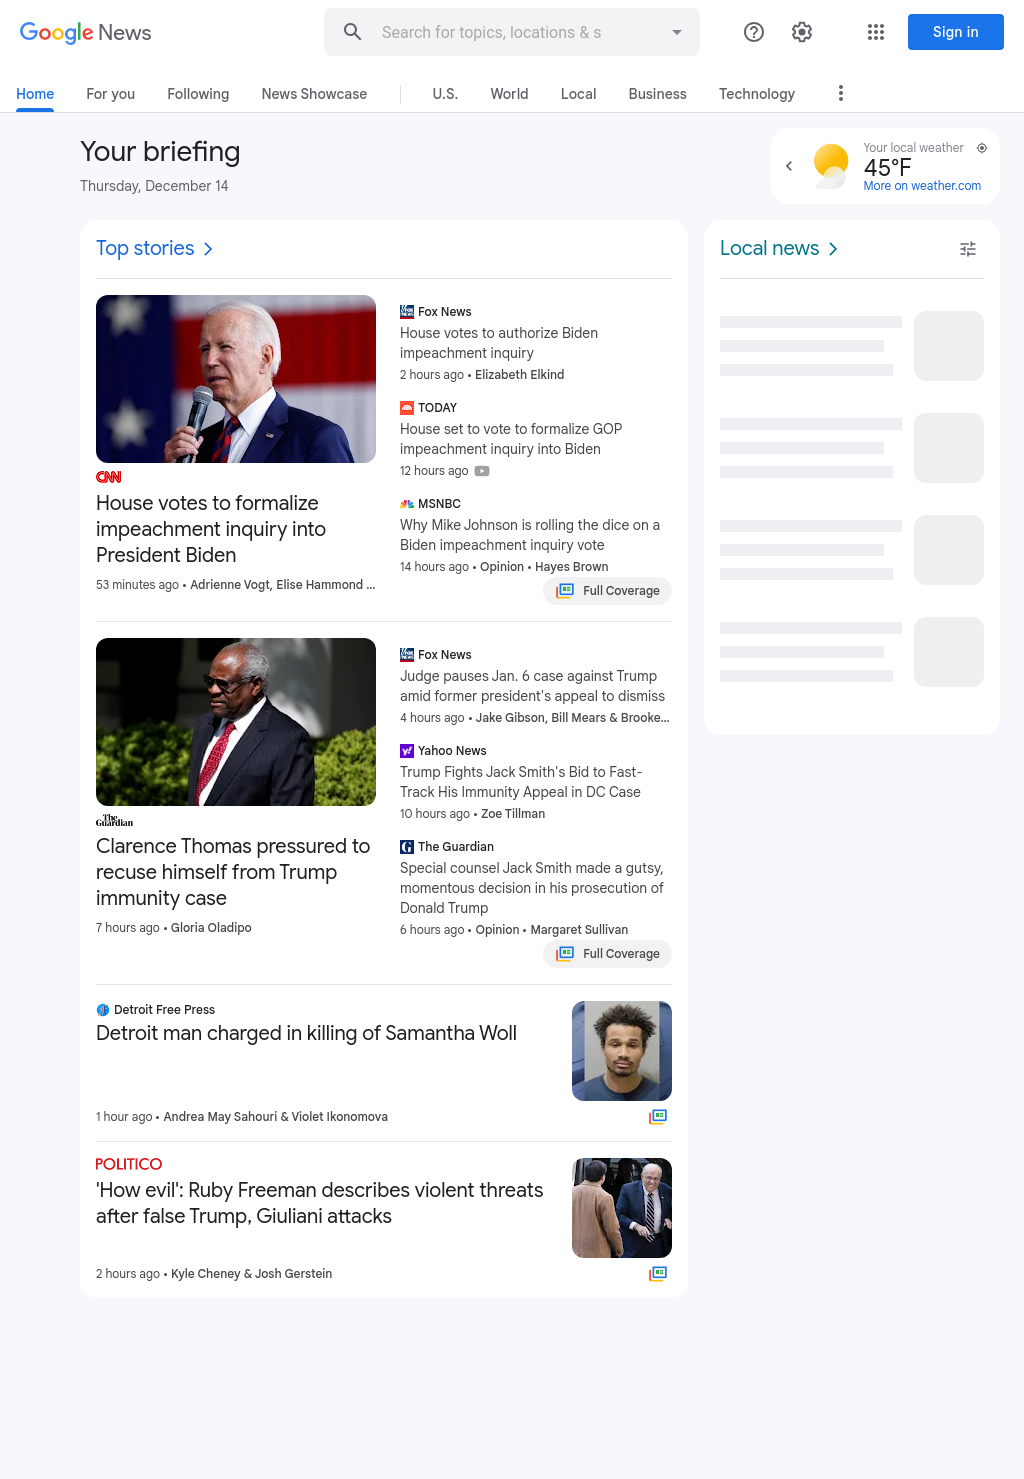 Google News
Search for topics, locations & s
Sign in
Home
For you
Following
News Showcase
U.S.
World
Local
Business
Technology
Your briefing
Thursday, December 14
Your local weather
45°F
More on weather.com
Top stories
CNN
House votes to formalize
impeachment inquiry into
President Biden
53 minutes ago • Adrienne Vogt, Elise Hammond ...
Fox News
House votes to authorize Biden
impeachment inquiry
2 hours ago • Elizabeth Elkind
TODAY
House set to vote to formalize GOP
impeachment inquiry into Biden
12 hours ago
MSNBC
Why Mike Johnson is rolling the dice on a
Biden impeachment inquiry vote
14 hours ago • Opinion • Hayes Brown
Full Coverage
The
Guardian
Clarence Thomas pressured to
recuse himself from Trump
immunity case
7 hours ago • Gloria Oladipo
Fox News
Judge pauses Jan. 6 case against Trump
amid former president's appeal to dismiss
4 hours ago • Jake Gibson, Bill Mears & Brooke...
Yahoo News
Trump Fights Jack Smith's Bid to Fast-
Track His Immunity Appeal in DC Case
10 hours ago • Zoe Tillman
The Guardian
Special counsel Jack Smith made a gutsy,
momentous decision in his prosecution of
Donald Trump
6 hours ago • Opinion • Margaret Sullivan
Full Coverage
Detroit Free Press
Detroit man charged in killing of Samantha Woll
1 hour ago • Andrea May Sahouri & Violet Ikonomova
POLITICO
'How evil': Ruby Freeman describes violent threats
after false Trump, Giuliani attacks
2 hours ago • Kyle Cheney & Josh Gerstein
Local news